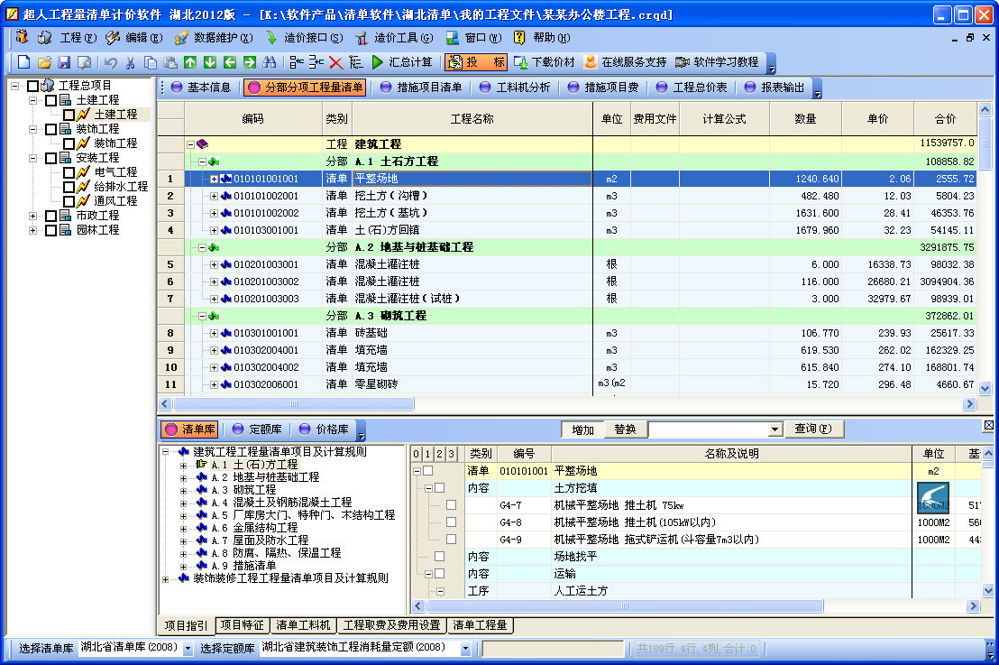 超人工程量清单计价软件 湖北2012版 - [K:\软件产品\清单软件\湖北清单\我的工程文件\某某办公楼工程.crqd]
工程(F) 编辑(E) 数据维护(X) 造价接口(S) 造价工具(G) 窗口(W) 帮助(H)
汇总计算 投 标 下载价材 在线服务支持 软件学习教程
工程总项目
土建工程
土建工程
装饰工程
装饰工程
安装工程
电气工程
给排水工程
通风工程
市政工程
园林工程
基本信息 分部分项工程量清单 措施项目清单 工料机分析 措施项目费 工程总价表 报表输出
编码 类别 工程名称 单位 费用文件 计算公式 数量 单价 合价
工程 建筑工程 11539757.0
分部 A.1 土石方工程 108858.82
1 010101001001 清单 平整场地 m2 1240.640 2.06 2555.72
2 010101002001 清单 挖土方(沟槽) m3 482.480 12.03 5804.23
3 010101002002 清单 挖土方(基坑) m3 1631.600 28.41 46353.76
4 010103001001 清单 土(石)方回镇 m3 1679.960 32.23 54145.11
分部 A.2 地基与桩基础工程 3291875.75
5 010201003001 清单 混凝土灌注桩 根 6.000 16338.73 98032.38
6 010201003002 清单 混凝土灌注桩 根 116.000 26680.21 3094904.36
7 010201003003 清单 混凝土灌注桩(试桩) 根 3.000 32979.67 98939.01
分部 A.3 砌筑工程 372862.01
8 010301001001 清单 砖基础 m3 106.770 239.93 25617.33
9 010302004001 清单 填充墙 m3 619.530 262.02 162329.25
10 010302004002 清单 填充墙 m3 615.840 274.10 168801.74
11 010302006001 清单 零星砌砖 m3(m2 15.720 296.48 4660.67
清单库 定额库 价格库 增加 替换 查询(F)
建筑工程工程量清单项目及计算规则
A.1 土(石)方工程
A.2 地基与桩基础工程
A.3 砌筑工程
A.4 混凝土及钢筋混凝土工程
A.5 厂库房大门、特种门、木结构工程
A.6 金属结构工程
A.7 屋面及防水工程
A.8 防腐、隔热、保温工程
A.9 措施清单
装饰装修工程工程量清单项目及计算规则
0 1 2 3 类别 编号 名称及说明 单位 基
清单 010101001 平整场地 m2
内容 土方挖填
G4-7 机械平整场地 推土机 75kw 1000M2 517
G4-8 机械平整场地 推土机(105kW以内) 1000M2 560
G4-9 机械平整场地 拖式铲运机(斗容量7m3以内) 1000M2 443
内容 场地找平
内容 运输
工序 人工运土方
项目指引 项目特征 清单工料机 工程取费及费用设置 清单工程量
选择清单库 湖北省清单库(2008) 选择定额库 湖北省建筑装饰工程消耗量定额(2008) 共189行,4行,4列,合计 0